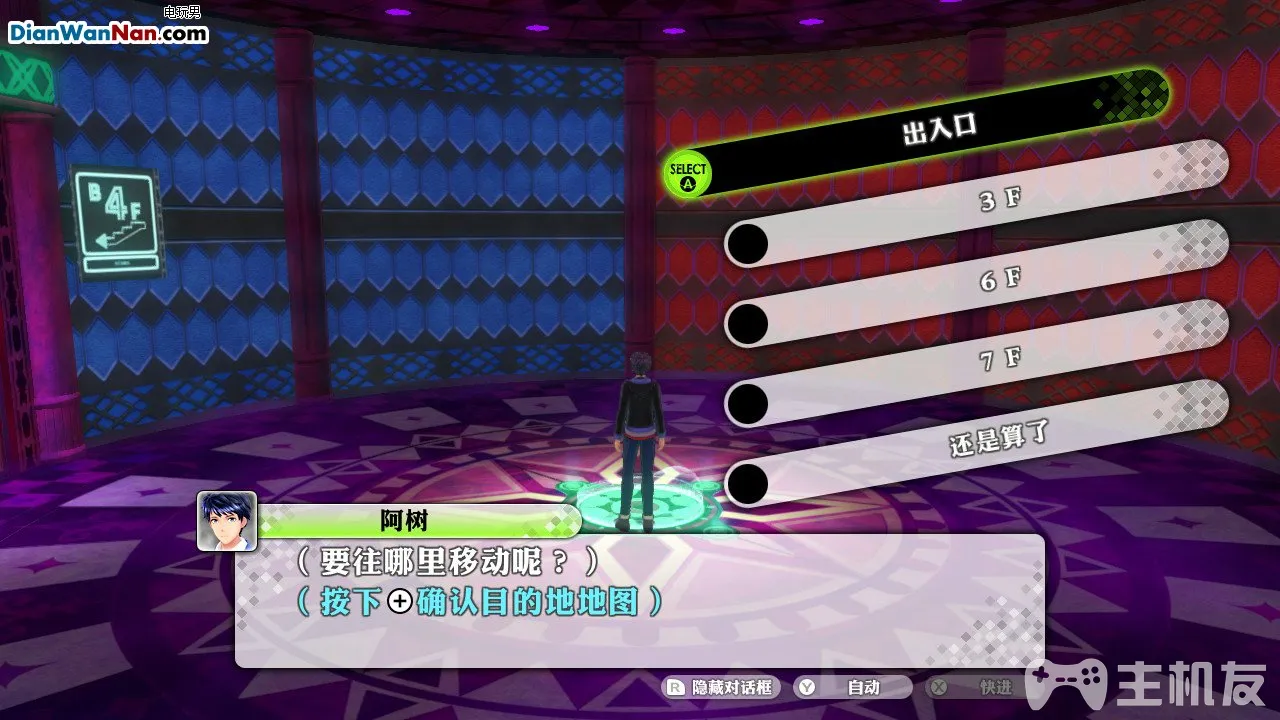 电玩男
DianWanNan.com
B4F
出入口
SELECT
A
3 F
6 F
7 F
还是算了
阿树
（要往哪里移动呢？）
（按下+确认目的地地图）
R 隐藏对话框 Y 自动 X 快进
主机友